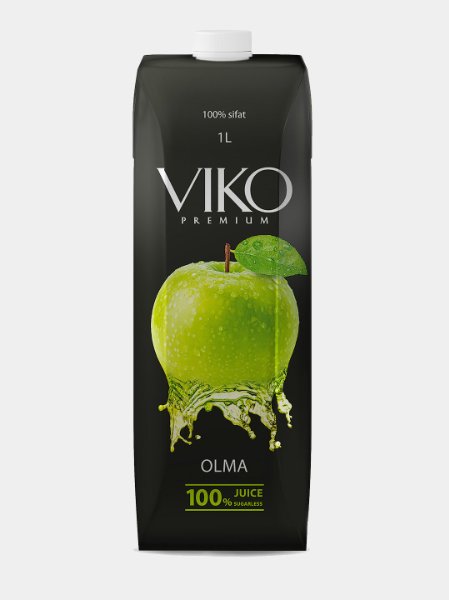 100% sifat
1L
VIKO
PREMIUM
OLMA
100% JUICE
SUGARLESS